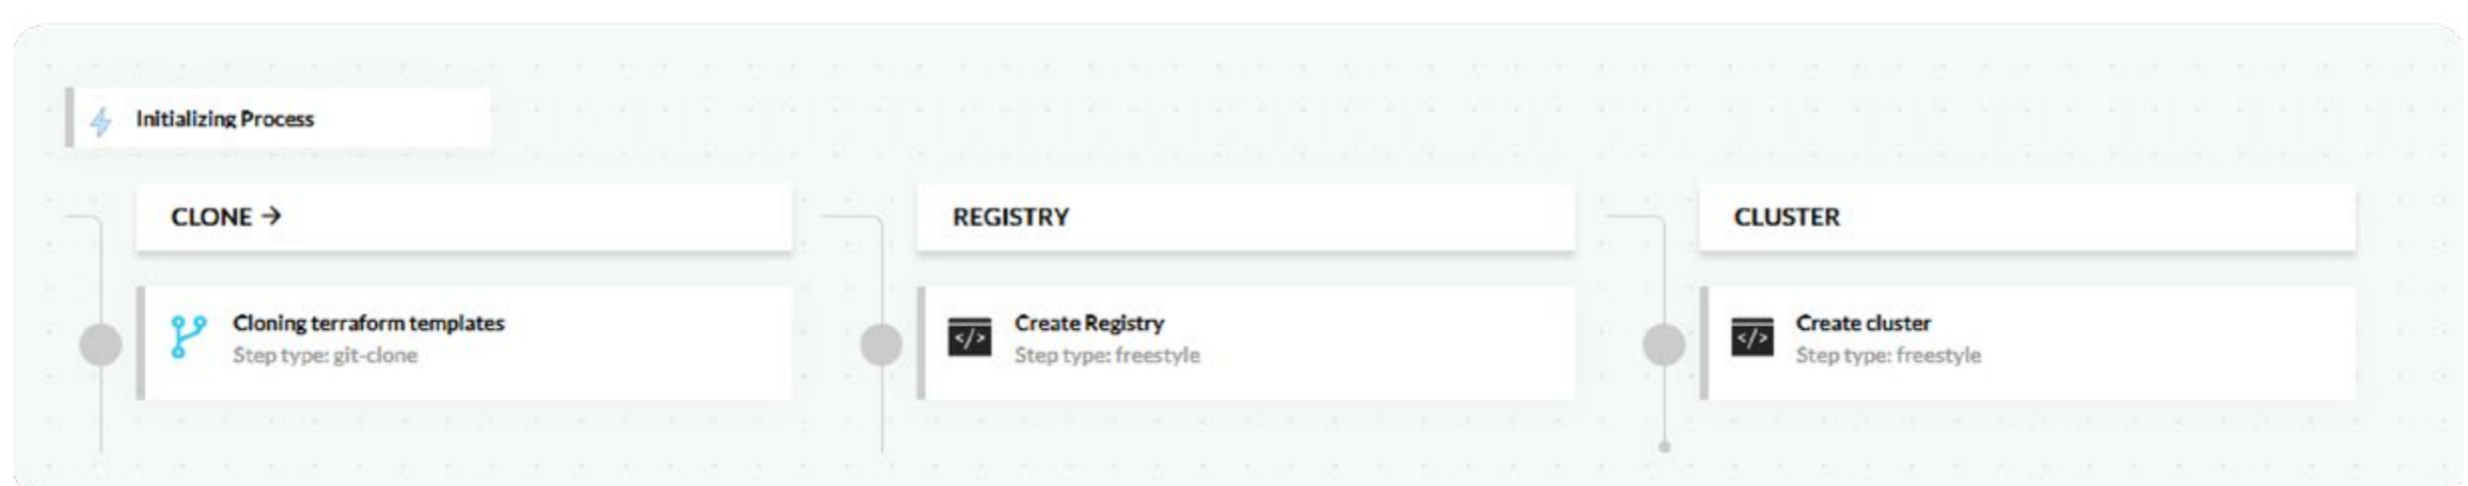 Initializing Process
CLONE →
REGISTRY
CLUSTER
Cloning terraform templates
Step type: git-clone
</> Create Registry
Step type: freestyle
</> Create cluster
Step type: freestyle